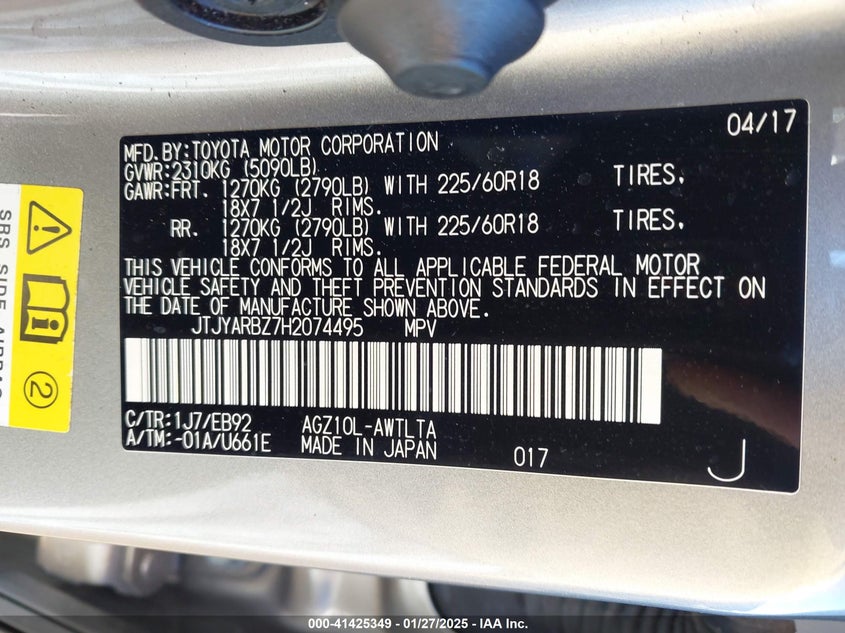 04/17
MFD.BY:TOYOTA MOTOR CORPORATION
GVWR:2310KG (5090LB)
GAWR:FRT. 1270KG (2790LB) WITH 225/60R18 TIRES.
18X7 1/2J RIMS.
RR. 1270KG (2790LB) WITH 225/60R18 TIRES.
18X7 1/2J RIMS.
THIS VEHICLE CONFORMS TO ALL APPLICABLE FEDERAL MOTOR
VEHICLE SAFETY AND THEFT PREVENTION STANDARDS IN EFFECT ON
THE DATE OF MANUFACTURE SHOWN ABOVE.
JTJYARBZ7H2074495 MPV
C/TR:1J7/EB92 AGZ10L-AWTLTA
A/TM:-01A/U661E MADE IN JAPAN 017
J
SRS SIDE
2
000-41425349 - 01/27/2025 - IAA Inc.